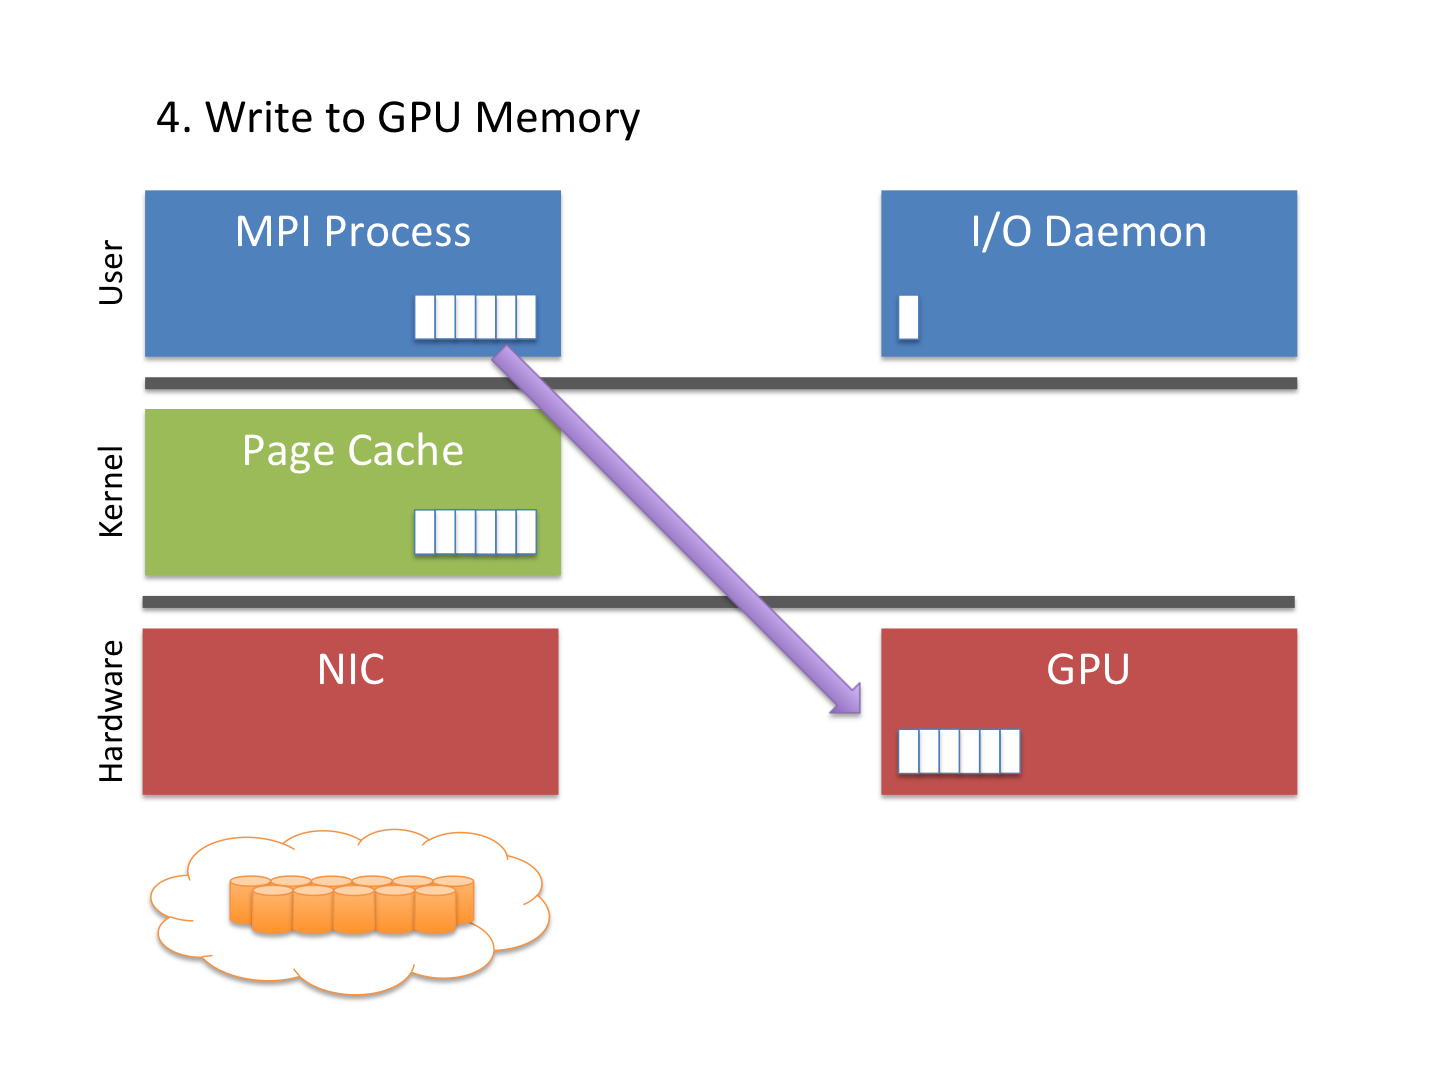 4. Write to GPU Memory
User
MPI Process
I/O Daemon
Kernel
Page Cache
Hardware
NIC
GPU